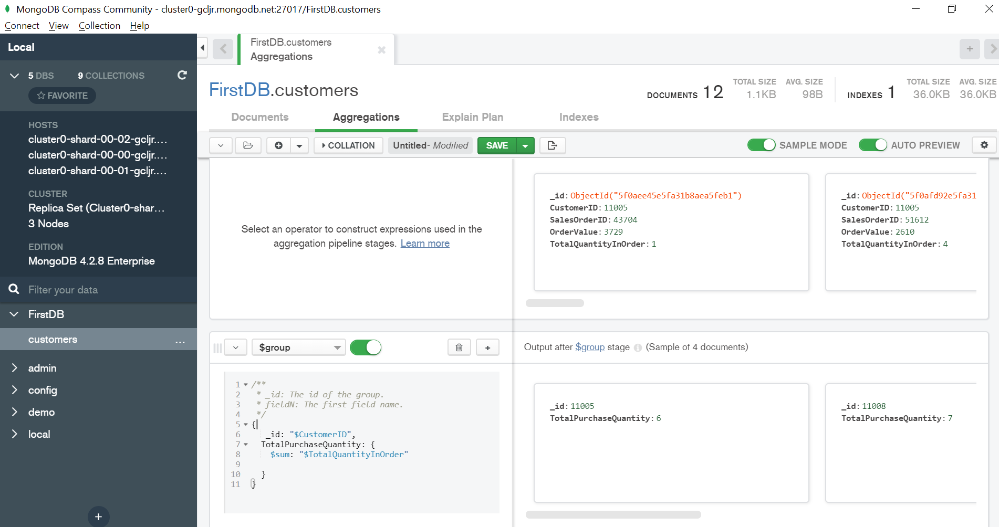 MongoDB Compass Community - cluster0-gcljr.mongodb.net:27017/FirstDB.customers
Connect View Collection Help
Local
5 DBS 9 COLLECTIONS
FAVORITE
HOSTS
cluster0-shard-00-02-gcljr....
cluster0-shard-00-00-gcljr....
cluster0-shard-00-01-gcljr....
CLUSTER
Replica Set (Cluster0-shar...
3 Nodes
EDITION
MongoDB 4.2.8 Enterprise
Filter your data
FirstDB
customers ...
admin
config
demo
local
+
FirstDB.customers
Aggregations
FirstDB.customers
DOCUMENTS 12 TOTAL SIZE 1.1KB AVG. SIZE 98B INDEXES 1 TOTAL SIZE 36.0KB AVG. SIZE 36.0KB
Documents Aggregations Explain Plan Indexes
COLLATION Untitled- Modified SAVE SAMPLE MODE AUTO PREVIEW
Select an operator to construct expressions used in the
aggregation pipeline stages. Learn more
_id: ObjectId("5f0aee45e5fa31b8aea5feb1")
CustomerID: 11005
SalesOrderID: 43704
OrderValue: 3729
TotalQuantityInOrder: 1
_id: ObjectId("5f0afd92e5fa31
CustomerID: 11005
SalesOrderID: 51612
OrderValue: 2610
TotalQuantityInOrder: 4
$group
+
Output after $group stage (Sample of 4 documents)
1 /**
2 * _id: The id of the group.
3 * fieldN: The first field name.
4 */
5 {
6 _id: "$CustomerID",
7 TotalPurchaseQuantity: {
8 $sum: "$TotalQuantityInOrder"
9
10 }
11 }
_id: 11005
TotalPurchaseQuantity: 6
_id: 11008
TotalPurchaseQuantity: 7